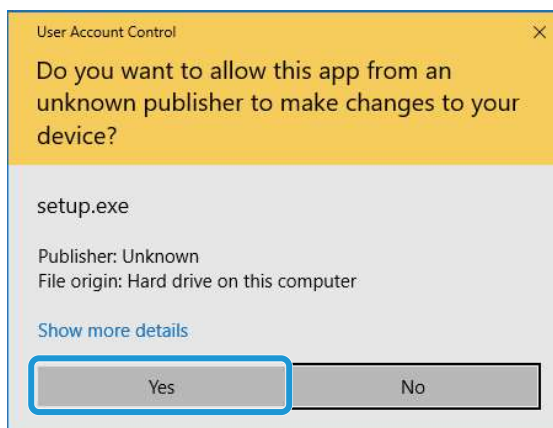 User Account Control
Do you want to allow this app from an
unknown publisher to make changes to your
device?
setup.exe
Publisher: Unknown
File origin: Hard drive on this computer
Show more details
Yes
No